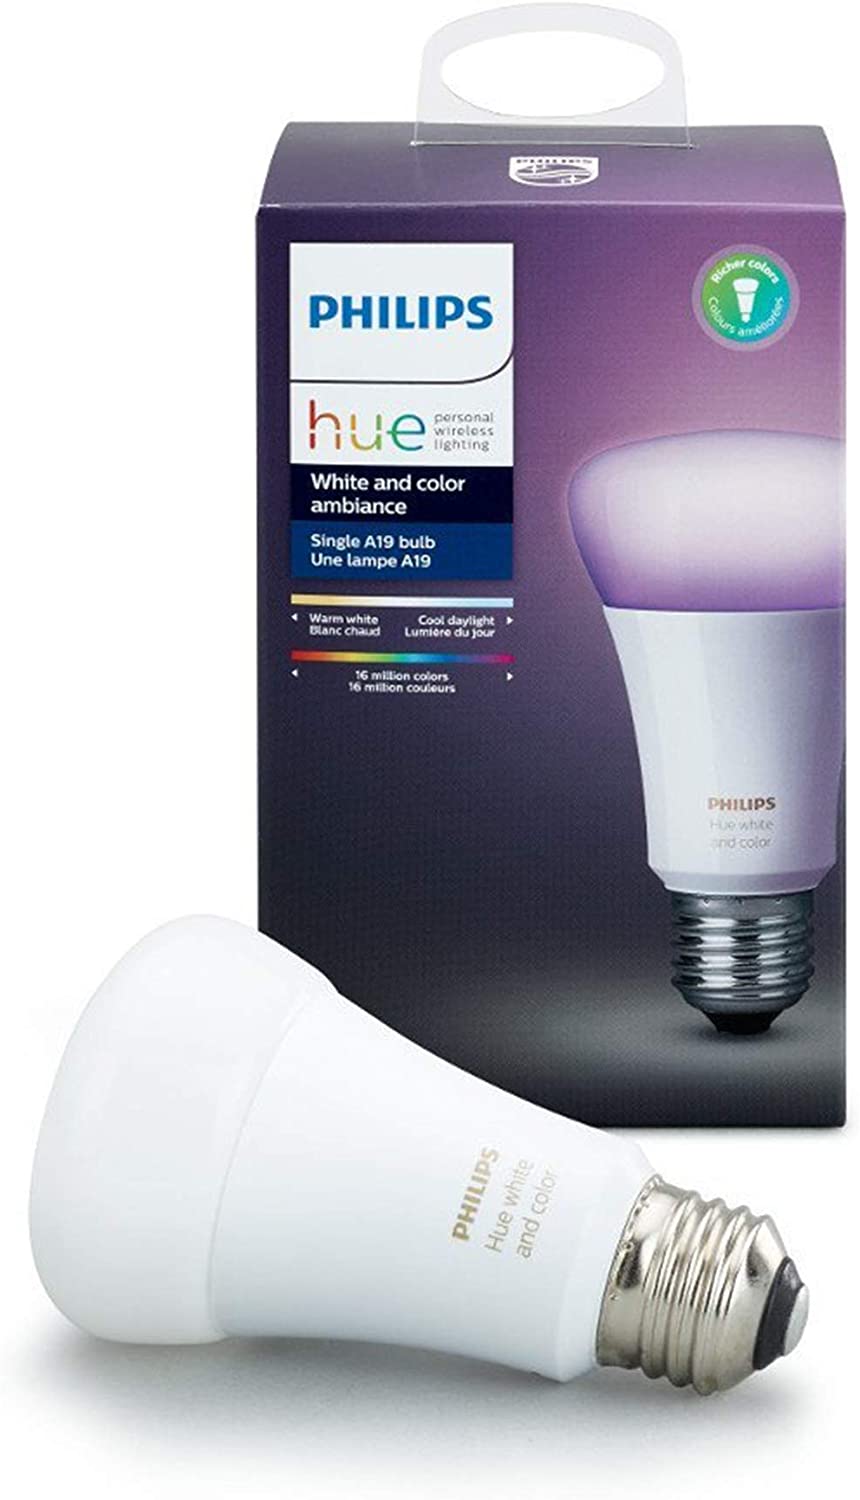 PHILIPS
Richer colors
Colours améliorées
PHILIPS
hue
personal
wireless
lighting
White and color
ambiance
Single A19 bulb
Une lampe A19
Warm white
Blanc chaud
Cool daylight
Lumière du jour
16 million colors
16 million couleurs
PHILIPS
Hue white
and color
PHILIPS
Hue white
and color